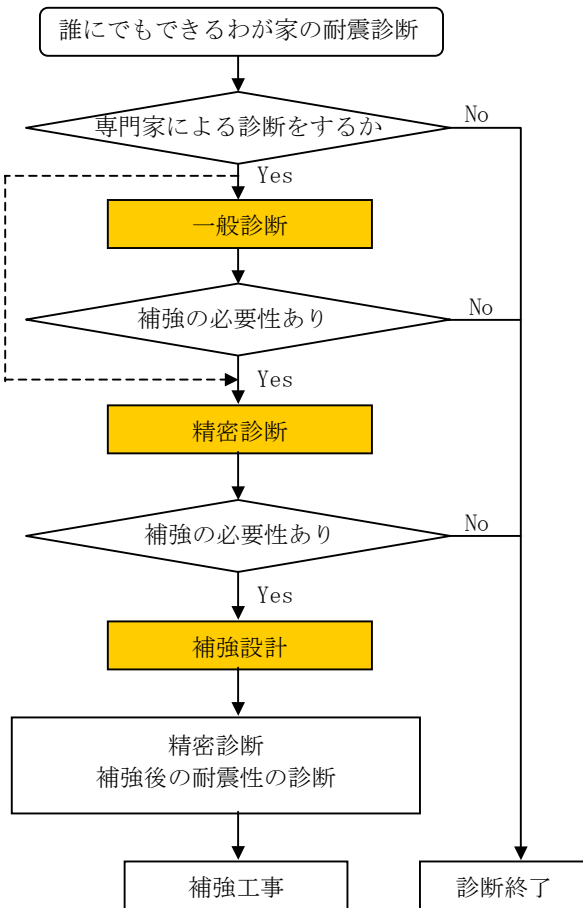 誰にでもできるわが家の耐震診断
専門家による診断をするか
No
Yes
一般診断
補強の必要性あり
No
Yes
精密診断
補強の必要性あり
No
Yes
補強設計
精密診断
補強後の耐震性の診断
補強工事
診断終了